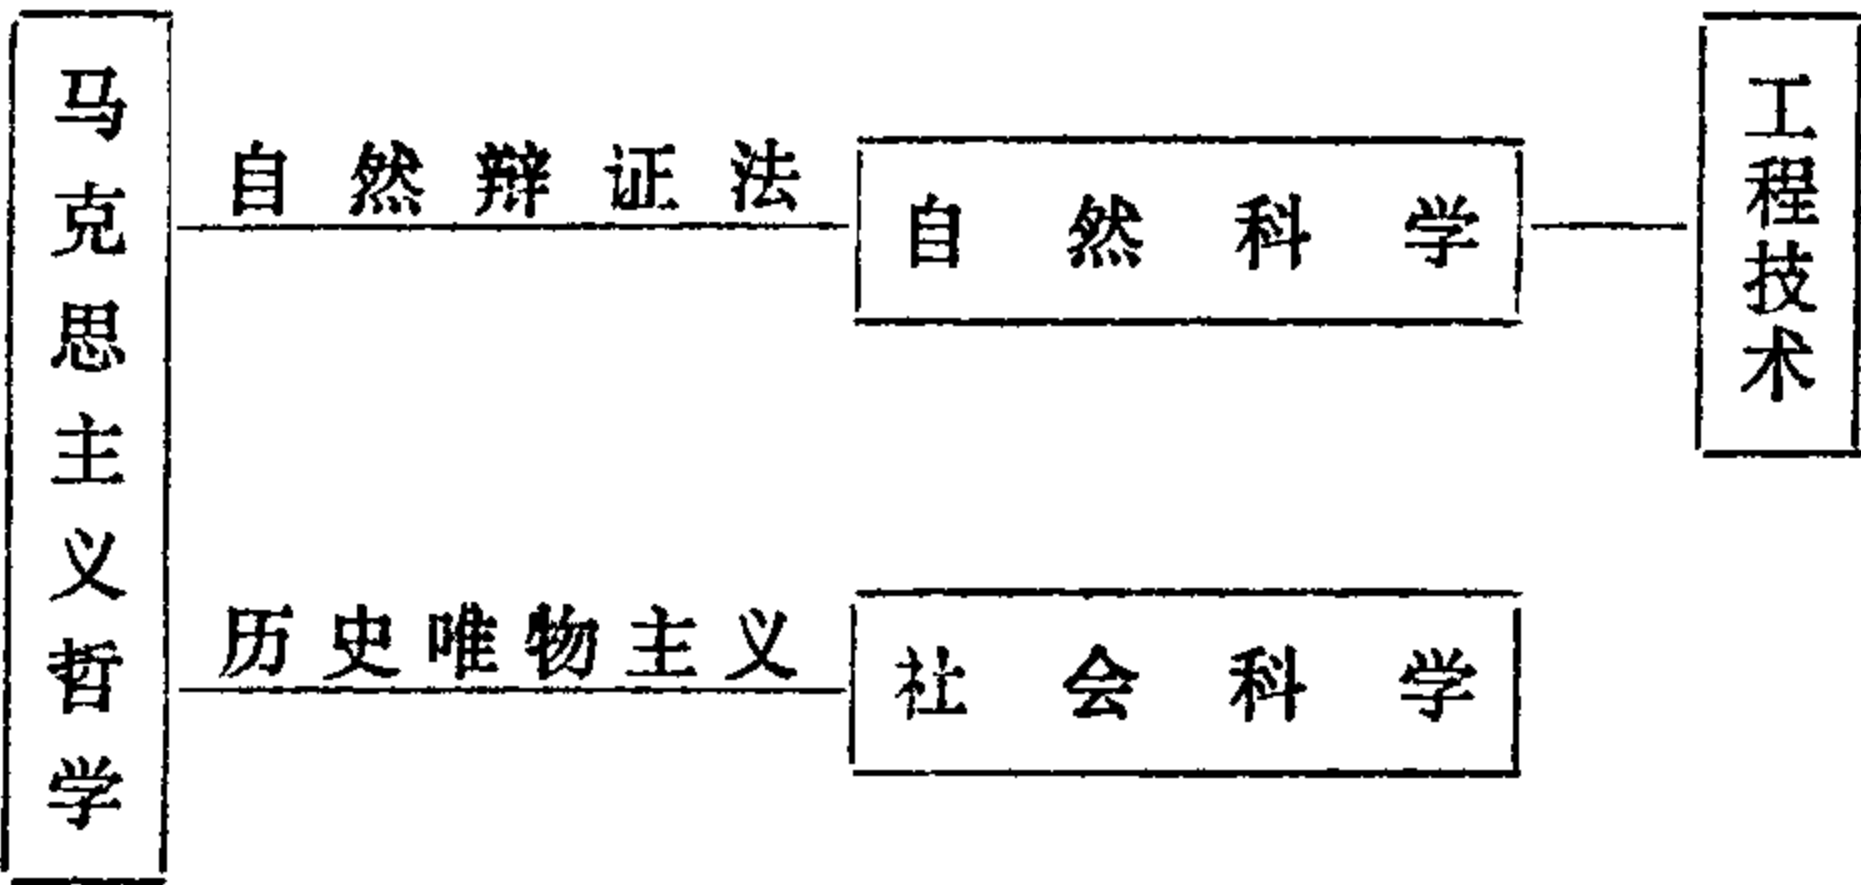 马克思主义哲学
自然辩证法
自然科学
工程技术
历史唯物主义
社会科学